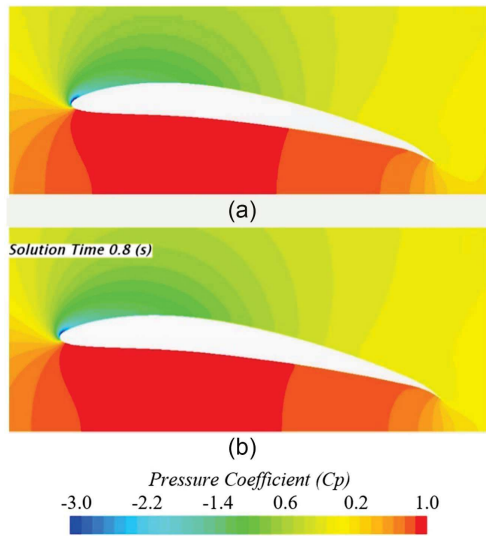 (a)
Solution Time 0.8 (s)
(b)
Pressure Coefficient (Cp)
-3.0 -2.2 -1.4 0.6 0.2 1.0